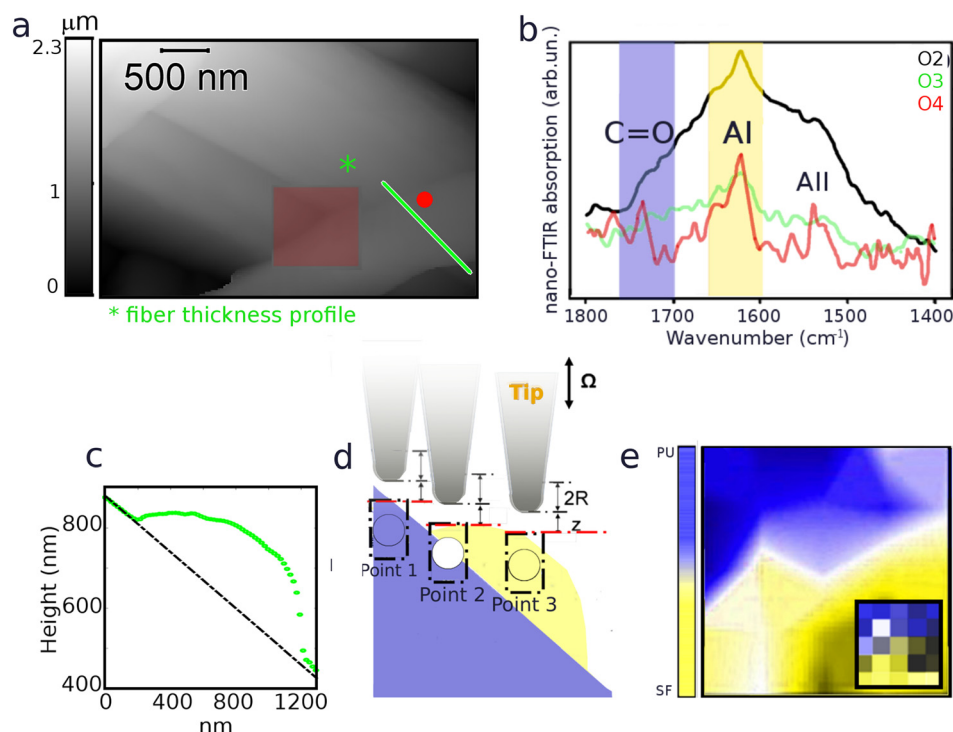 a
μm
2.3
1
0
500 nm
*
* fiber thickness profile
b
nano-FTIR absorption (arb.un.)
C=O
AI
AII
O2)
O3
O4
1800 1700 1600 1500 1400
Wavenumber (cm-1)
c
Height (nm)
800
600
400
0 400 800 1200
nm
d
Tip
Ω
2R
z
Point 1
Point 2
Point 3
e
PU
SF